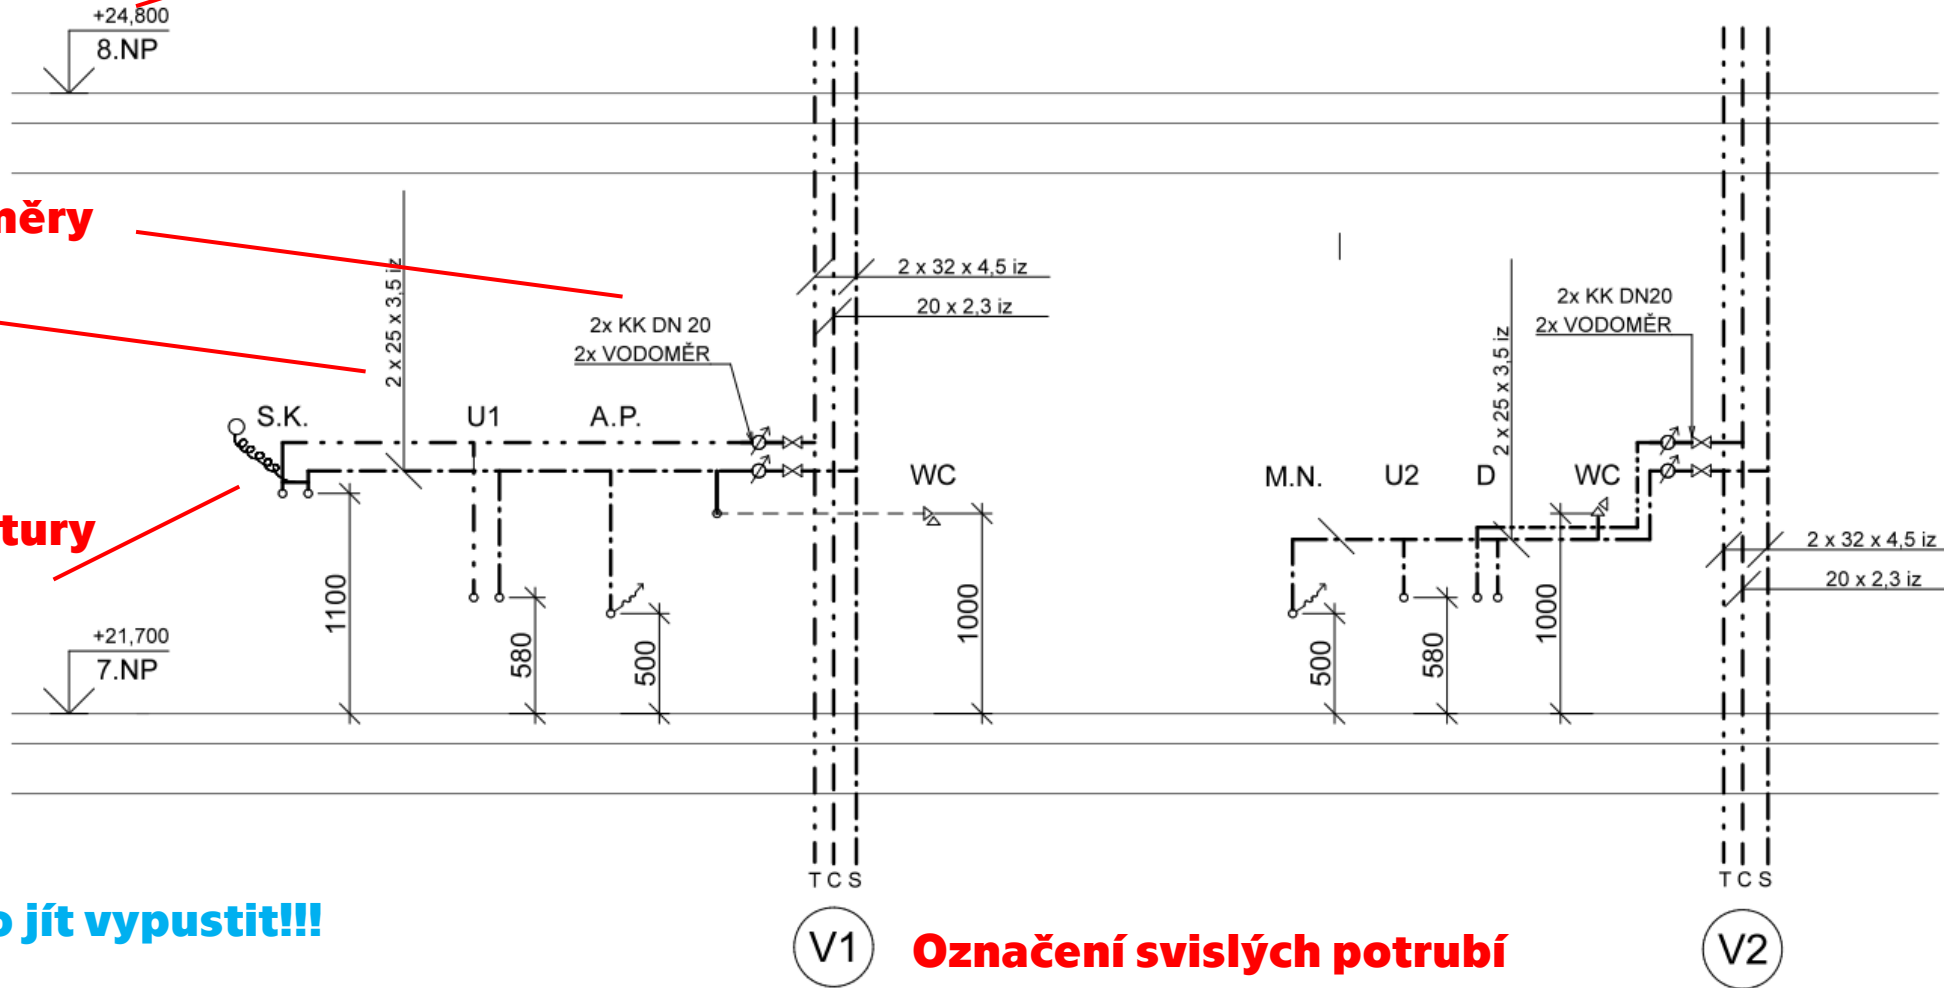 +24,800
8.NP
měry
2 x 32 x 4,5 iz
20 x 2,3 iz
2 x 25 x 3,5 iz
2x KK DN 20
2x VODOMĚR
2x KK DN20
2x VODOMĚR
2 x 25 x 3,5 iz
S.K.
U1
A.P.
WC
M.N.
U2
D
WC
tury
2 x 32 x 4,5 iz
20 x 2,3 iz
1100
580
500
1000
500
580
1000
+21,700
7.NP
T C S
T C S
jít vypustit!!!
V1
Označení svislých potrubí
V2